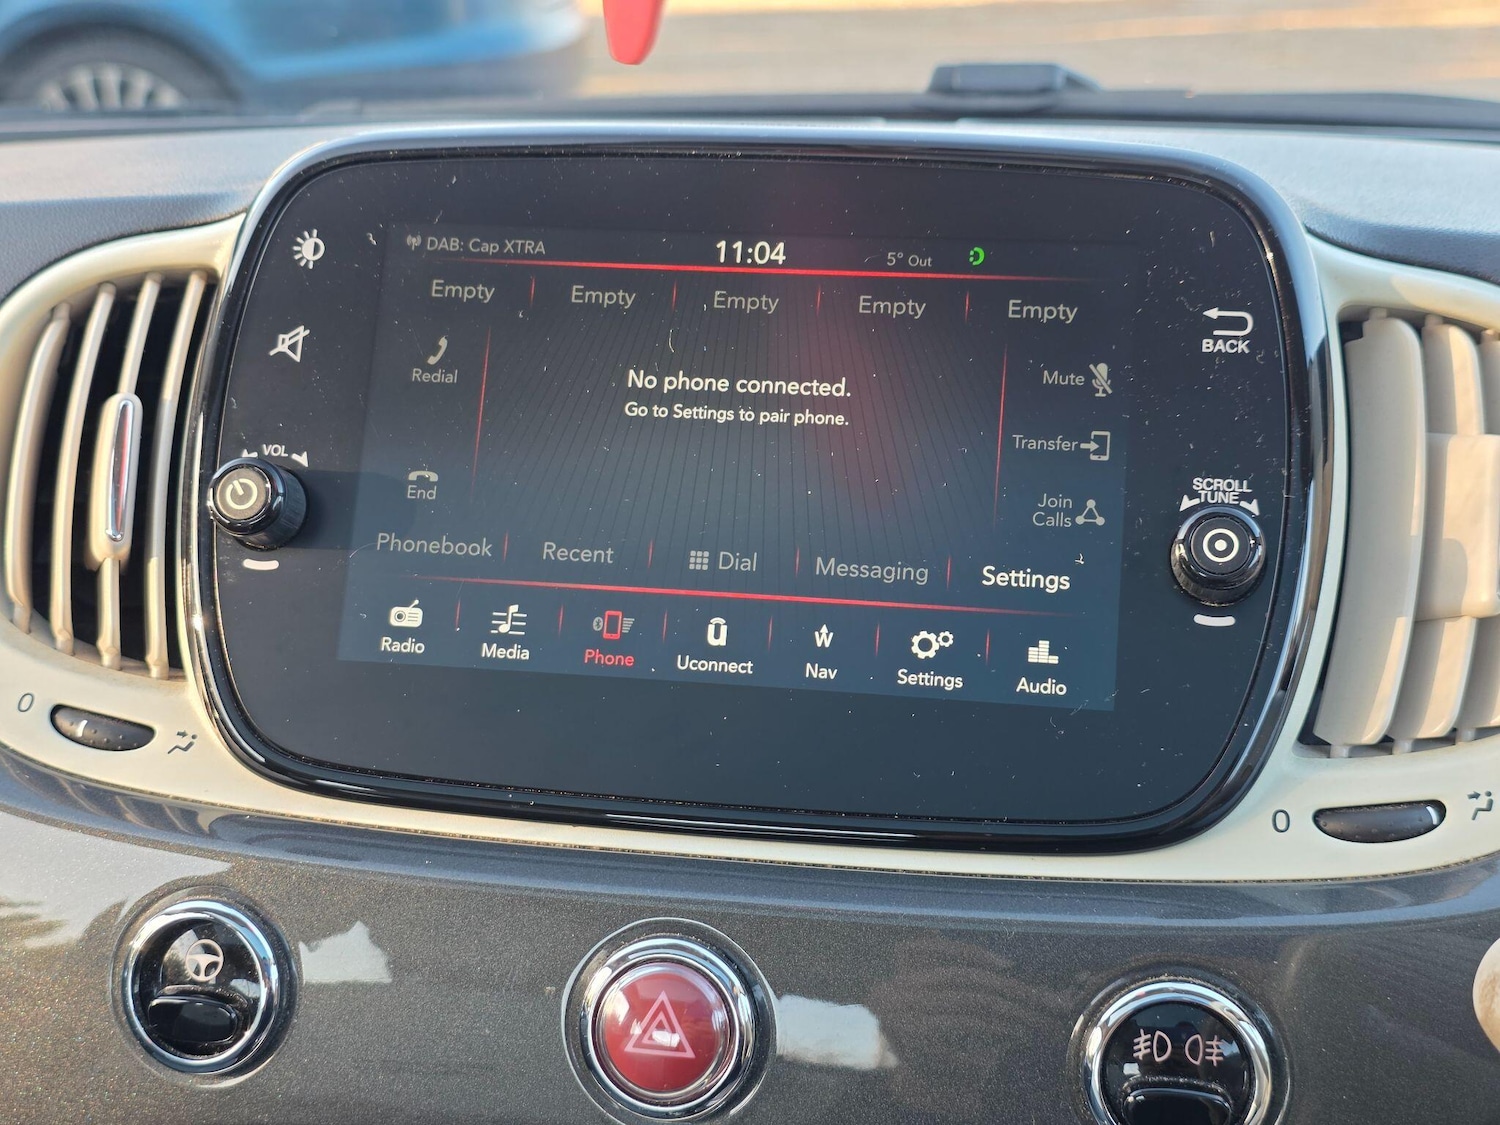 DAB: Cap XTRA 11:04 5° Out
Empty Empty Empty Empty Empty
Redial
No phone connected.
Go to Settings to pair phone.
Mute
Transfer
End
Join
Calls
Phonebook Recent Dial Messaging Settings
Radio Media Phone Uconnect Nav Settings Audio
VOL
BACK
SCROLL
TUNE
0
0